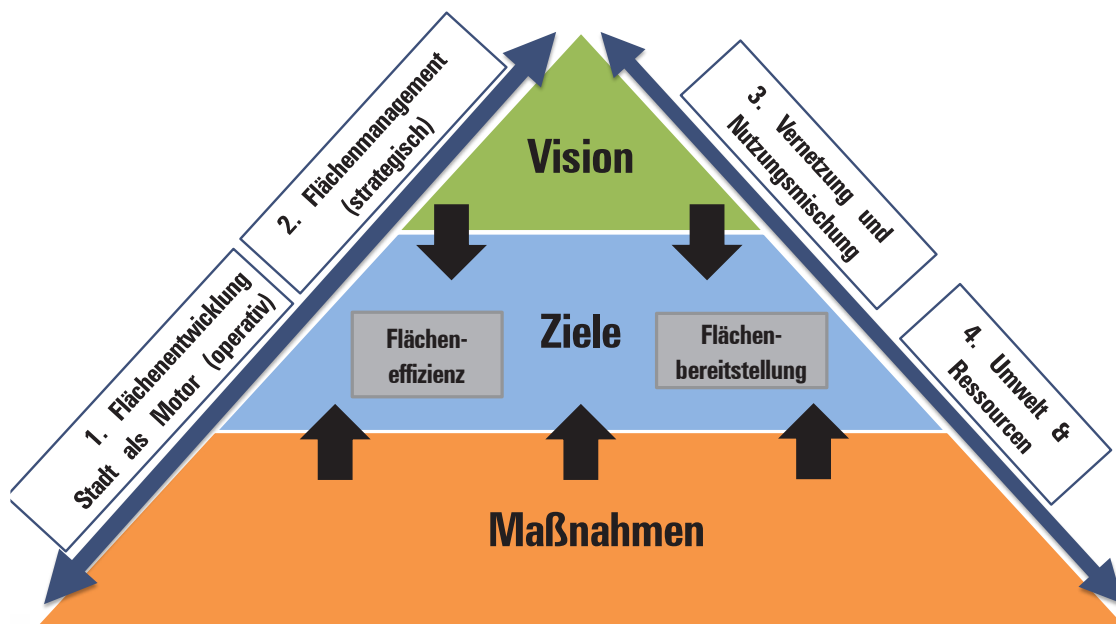 1. Flächenentwicklung
Stadt als Motor (operativ)
2. Flächenmanagement
(strategisch)
3. Vernetzung und
Nutzungsmischung
4. Umwelt &
Ressourcen
Vision
Ziele
Flächen-
effizienz
Flächen-
bereitstellung
Maßnahmen